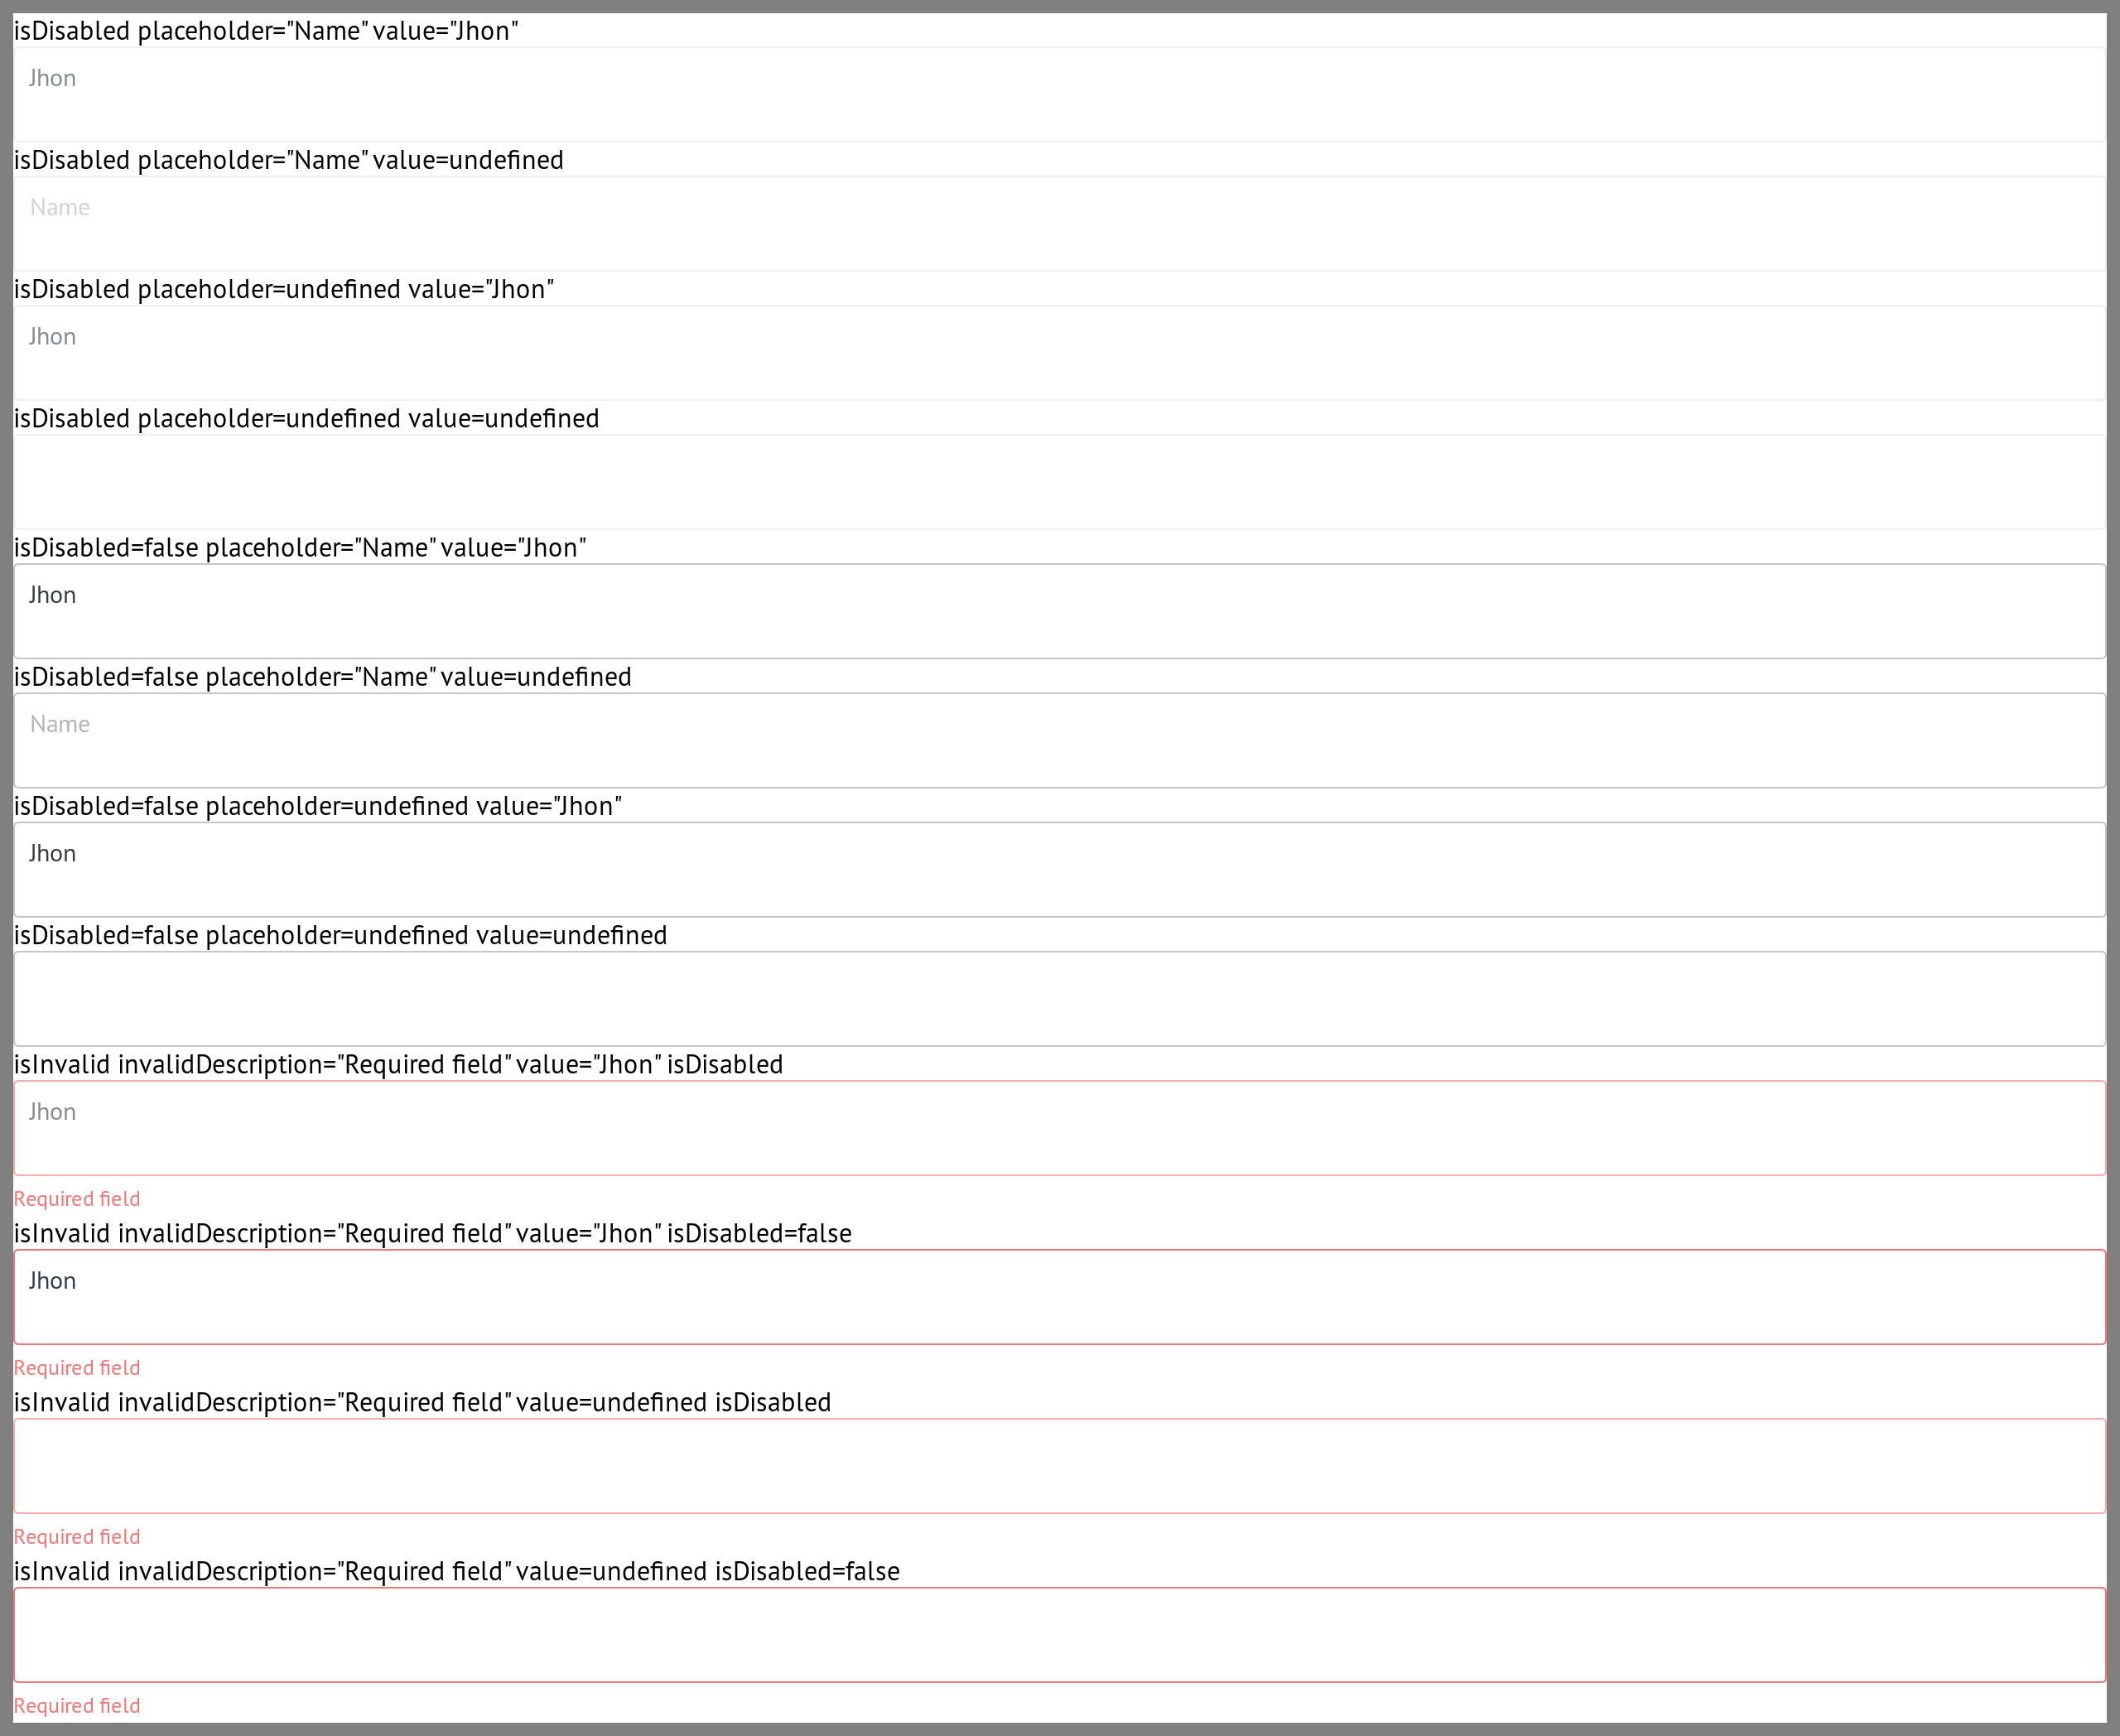 isDisabled placeholder="Name" value="Jhon"
Jhon
isDisabled placeholder="Name" value=undefined
Name
isDisabled placeholder=undefined value="Jhon"
Jhon
isDisabled placeholder=undefined value=undefined
isDisabled=false placeholder="Name" value="Jhon"
Jhon
isDisabled=false placeholder="Name" value=undefined
Name
isDisabled=false placeholder=undefined value="Jhon"
Jhon
isDisabled=false placeholder=undefined value=undefined
isInvalid invalidDescription="Required field" value="Jhon" isDisabled
Jhon
Required field
isInvalid invalidDescription="Required field" value="Jhon" isDisabled=false
Jhon
Required field
isInvalid invalidDescription="Required field" value=undefined isDisabled
Required field
isInvalid invalidDescription="Required field" value=undefined isDisabled=false
Required field